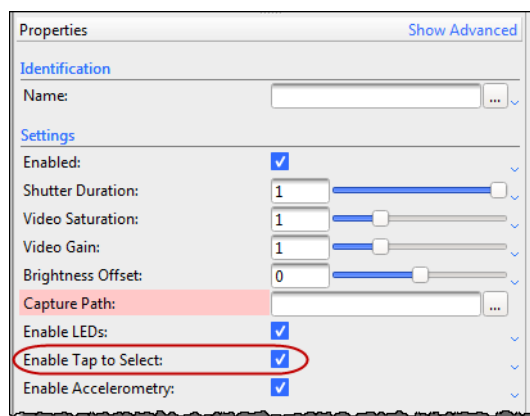 Properties Show Advanced
Identification
Name: ...
Settings
Enabled:
Shutter Duration: 1
Video Saturation: 1
Video Gain: 1
Brightness Offset: 0
Capture Path: ...
Enable LEDs:
Enable Tap to Select:
Enable Accelerometry: